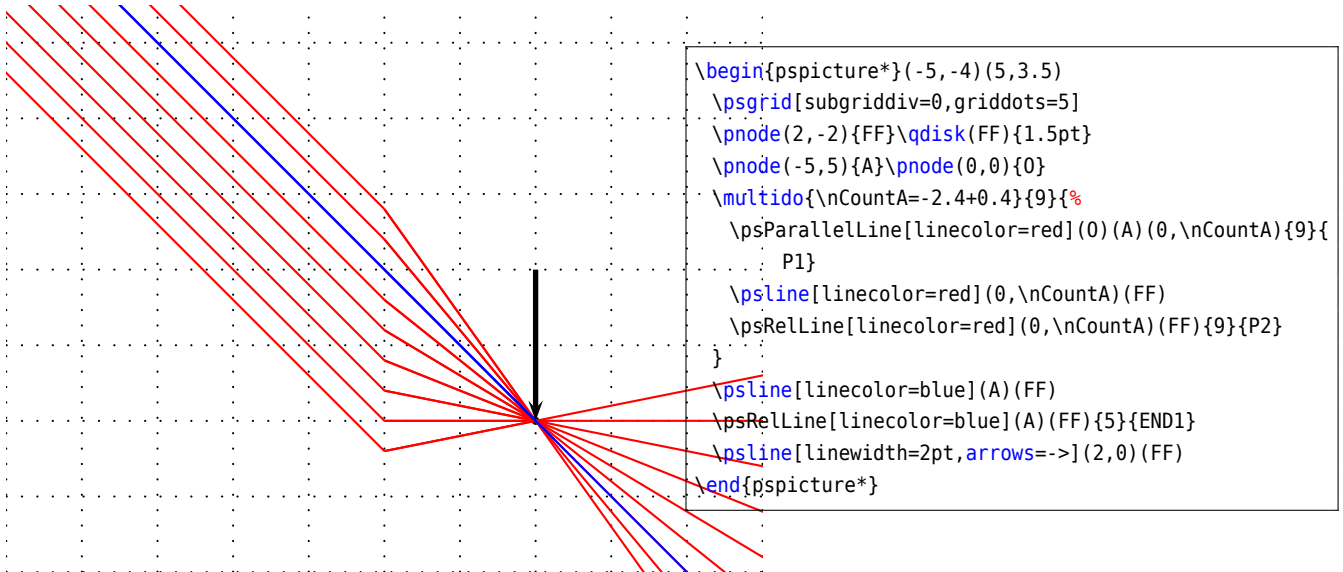 \begin{pspicture*}(-5,-4)(5,3.5)
\psgrid[subgriddiv=0,griddots=5]
\pnode(2,-2){FF}\qdisk(FF){1.5pt}
\pnode(-5,5){A}\pnode(0,0){O}
\multido{\nCountA=-2.4+0.4}{9}{%
\psParallelLine[linecolor=red](O)(A)(0,\nCountA){9}{
P1}
\psline[linecolor=red](0,\nCountA)(FF)
\psRelLine[linecolor=red](0,\nCountA)(FF){9}{P2}
}
\psline[linecolor=blue](A)(FF)
\psRelLine[linecolor=blue](A)(FF){5}{END1}
\psline[linewidth=2pt,arrows=->](2,0)(FF)
\end{pspicture*}